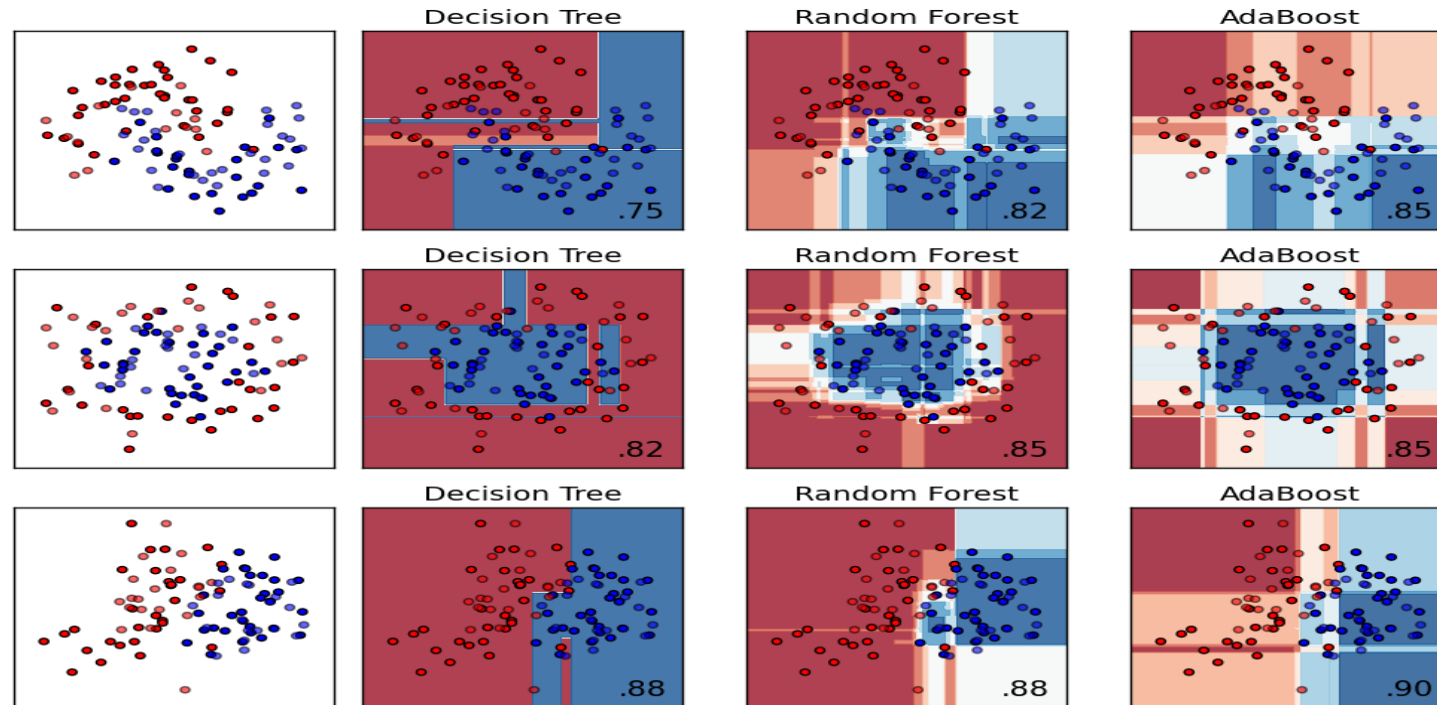 Decision Tree Random Forest AdaBoost
.75 .82 .85
Decision Tree Random Forest AdaBoost
.82 .85 .85
Decision Tree Random Forest AdaBoost
.88 .88 .90